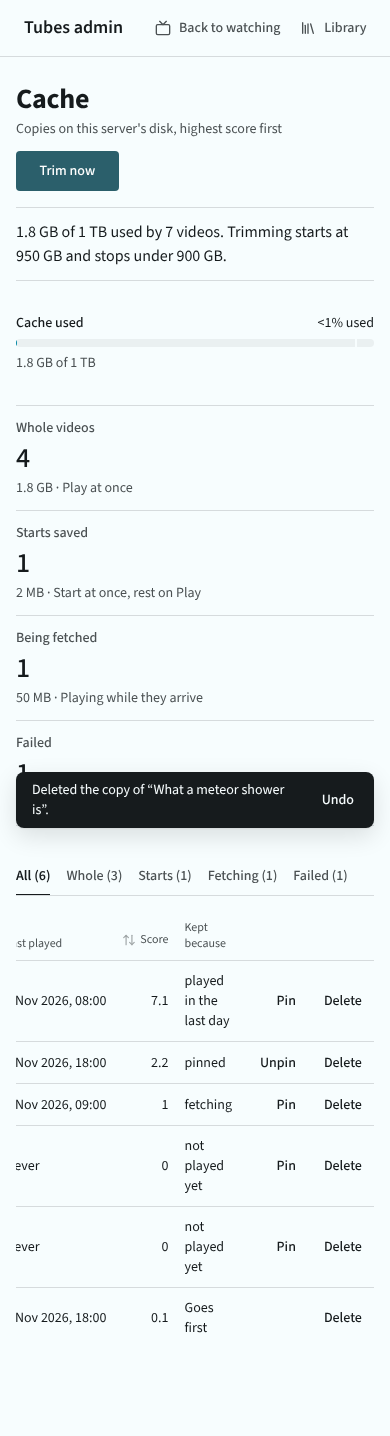 Tubes admin
Back to watching
Library
Cache
Copies on this server's disk, highest score first
Trim now
1.8 GB of 1 TB used by 7 videos. Trimming starts at
950 GB and stops under 900 GB.
Cache used
<1% used
1.8 GB of 1 TB
Whole videos
4
1.8 GB · Play at once
Starts saved
1
2 MB · Start at once, rest on Play
Being fetched
1
50 MB · Playing while they arrive
Failed
1
Deleted the copy of “What a meteor shower
is”.
Undo
All (6) Whole (3) Starts (1) Fetching (1) Failed (1)
st played
Score
Kept
because
Nov 2026, 08:00 7.1 played
in the
last day
Pin Delete
Nov 2026, 18:00 2.2 pinned Unpin Delete
Nov 2026, 09:00 1 fetching Pin Delete
ever 0 not
played
yet
Pin Delete
ever 0 not
played
yet
Pin Delete
Nov 2026, 18:00 0.1 Goes
first
Delete